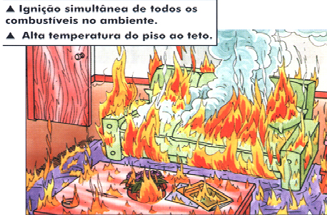 ▲ Ignição simultânea de todos os
combustíveis no ambiente.
▲ Alta temperatura do piso ao teto.